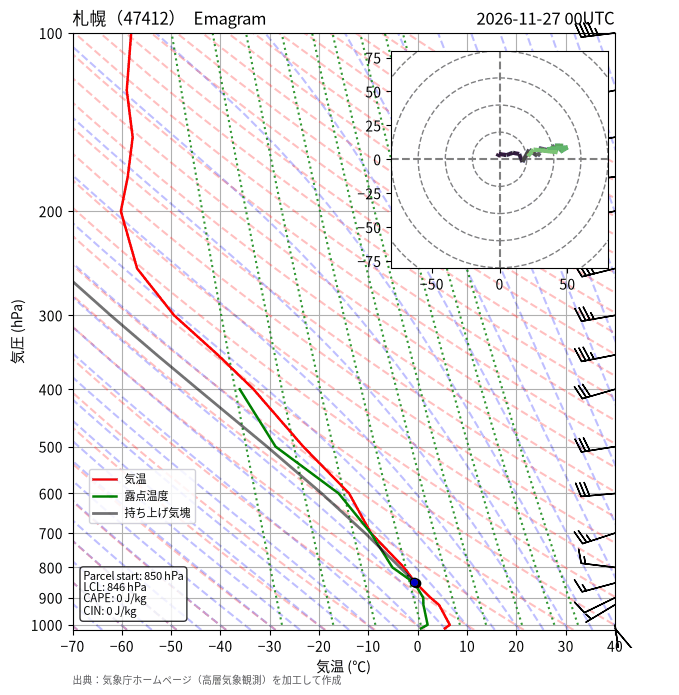 札幌（47412） Emagram
2026-11-27 00UTC
100
200
300
400
500
600
700
800
900
1000
気圧 (hPa)
75
50
25
0
−25
−50
−75
−50 0 50
気温
露点温度
持ち上げ気塊
Parcel start: 850 hPa
LCL: 846 hPa
CAPE: 0 J/kg
CIN: 0 J/kg
−70 −60 −50 −40 −30 −20 −10 0 10 20 30 40
気温 (℃)
出典：気象庁ホームページ（高層気象観測）を加工して作成